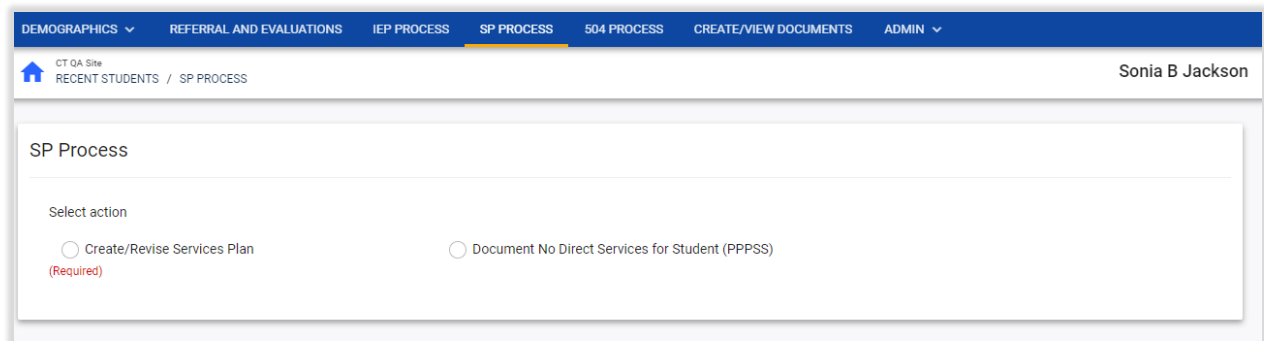 DEMOGRAPHICS REFERRAL AND EVALUATIONS IEP PROCESS SP PROCESS 504 PROCESS CREATE/VIEW DOCUMENTS ADMIN
CT QA Site
RECENT STUDENTS / SP PROCESS
Sonia B Jackson
SP Process
Select action
Create/Revise Services Plan
Document No Direct Services for Student (PPPSS)
(Required)